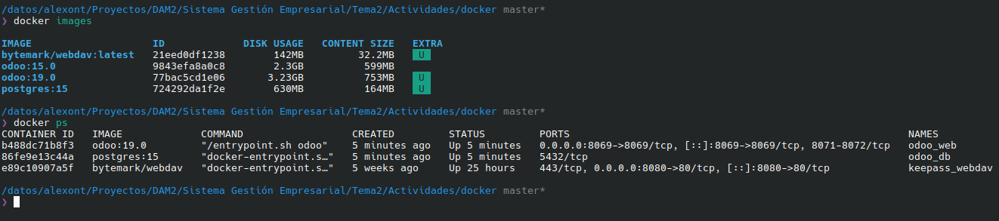 /datos/alexont/Proyectos/DAM2/Sistema Gestión Empresarial/Tema2/Actividades/docker master*
❯ docker images
IMAGE ID DISK USAGE CONTENT SIZE EXTRA
bytemark/webdav:latest 21eed0df1238 142MB 32.2MB U
odoo:15.0 9843efa8a0c8 2.3GB 599MB
odoo:19.0 77bac5cd1e06 3.23GB 753MB U
postgres:15 724292da1f2e 630MB 164MB U
/datos/alexont/Proyectos/DAM2/Sistema Gestión Empresarial/Tema2/Actividades/docker master*
❯ docker ps
CONTAINER ID IMAGE COMMAND CREATED STATUS PORTS NAMES
b488dc71b8f3 odoo:19.0 "/entrypoint.sh odoo" 5 minutes ago Up 5 minutes 0.0.0.0:8069->8069/tcp, [::]:8069->8069/tcp, 8071-8072/tcp odoo_web
86fe9e13c44a postgres:15 "docker-entrypoint.s…" 5 minutes ago Up 5 minutes 5432/tcp odoo_db
e89c10907a5f bytemark/webdav "docker-entrypoint.s…" 5 weeks ago Up 25 hours 443/tcp, 0.0.0.0:8080->80/tcp, [::]:8080->80/tcp keepass_webdav
/datos/alexont/Proyectos/DAM2/Sistema Gestión Empresarial/Tema2/Actividades/docker master*
❯